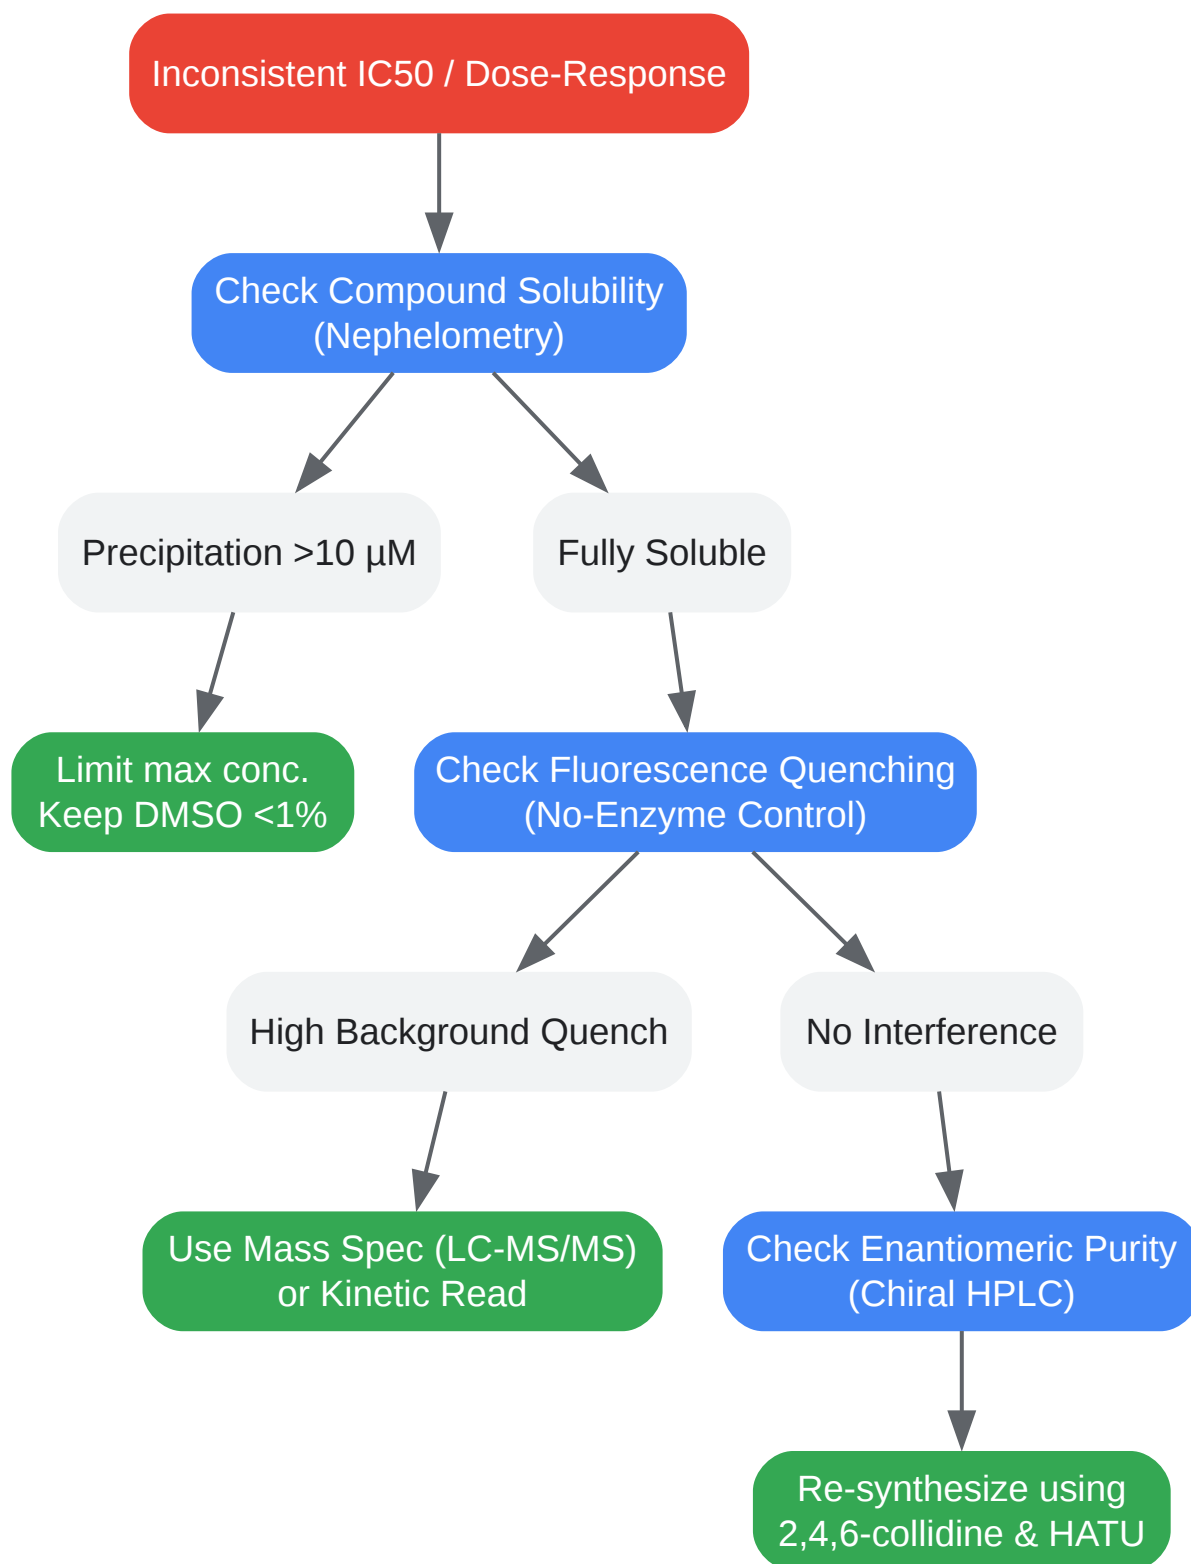 Inconsistent IC50 / Dose-Response
Check Compound Solubility
(Nephelometry)
Precipitation >10 µM
Fully Soluble
Limit max conc.
Keep DMSO <1%
Check Fluorescence Quenching
(No-Enzyme Control)
High Background Quench
No Interference
Use Mass Spec (LC-MS/MS)
or Kinetic Read
Check Enantiomeric Purity
(Chiral HPLC)
Re-synthesize using
2,4,6-collidine & HATU